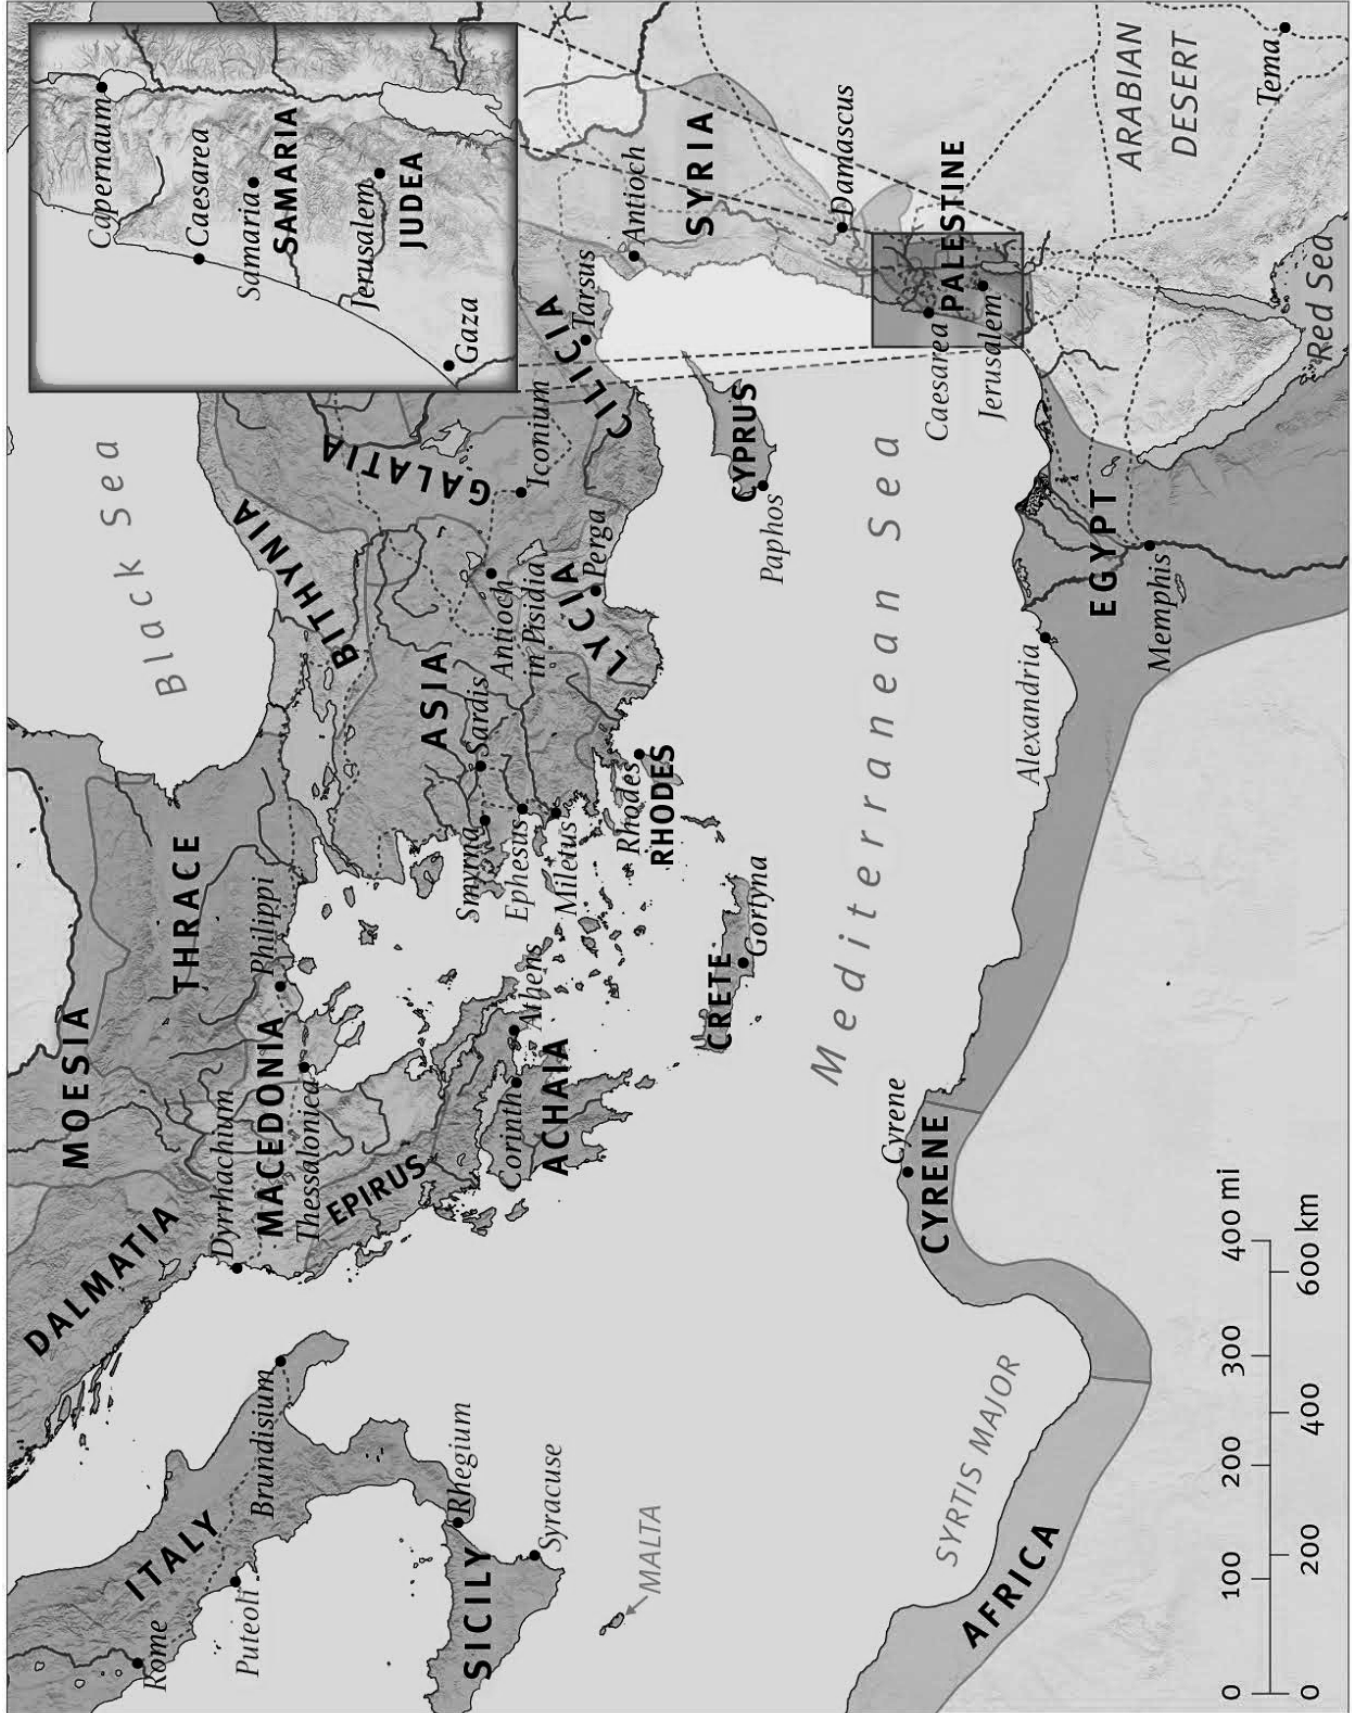 Black Sea
MOESIA
DALMATIA
THRACE
ITALY
Rome
Puteoli
Brundisium
Dyrrhachium
MACEDONIA
Philippi
Thessalonica
EPIRUS
BITHYNIA
GALATIA
ASIA
Sardis
Smyrna
Ephesus
Miletus
Antioch
in Pisidia
Iconium
CILICIA
Tarsus
LYCIA
Perga
Athens
Corinth
ACHAIA
Rhegium
SICILY
Syracuse
MALTA
Rhodes
RHODES
CRETE
Gortyna
CYPRUS
Paphos
Antioch
SYRIA
Damascus
PALESTINE
Caesarea
Jerusalem
Mediterranean Sea
Cyrene
CYRENE
SYRTIS MAJOR
AFRICA
Alexandria
EGYPT
Memphis
Red Sea
ARABIAN
DESERT
Tema
Capernaum
Caesarea
Samaria
SAMARIA
Jerusalem
JUDEA
Gaza
0 100 200 300 400 mi
0 200 400 600 km